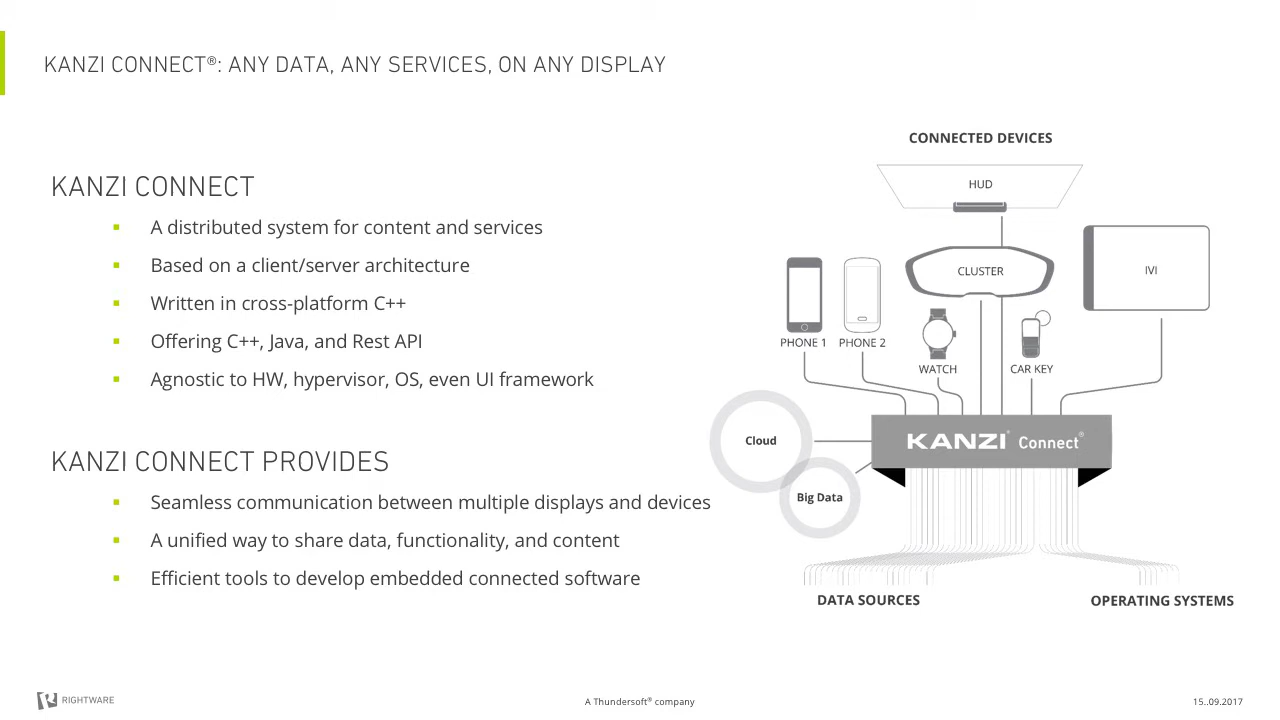 KANZI CONNECT®: ANY DATA, ANY SERVICES, ON ANY DISPLAY
KANZI CONNECT
▪ A distributed system for content and services
▪ Based on a client/server architecture
▪ Written in cross-platform C++
▪ Offering C++, Java, and Rest API
▪ Agnostic to HW, hypervisor, OS, even UI framework
KANZI CONNECT PROVIDES
▪ Seamless communication between multiple displays and devices
▪ A unified way to share data, functionality, and content
▪ Efficient tools to develop embedded connected software
CONNECTED DEVICES
HUD
CLUSTER
IVI
PHONE 1
PHONE 2
WATCH
CAR KEY
Cloud
KANZI® Connect®
Big Data
DATA SOURCES
OPERATING SYSTEMS
RIGHTWARE
A Thundersoft® company
15..09.2017